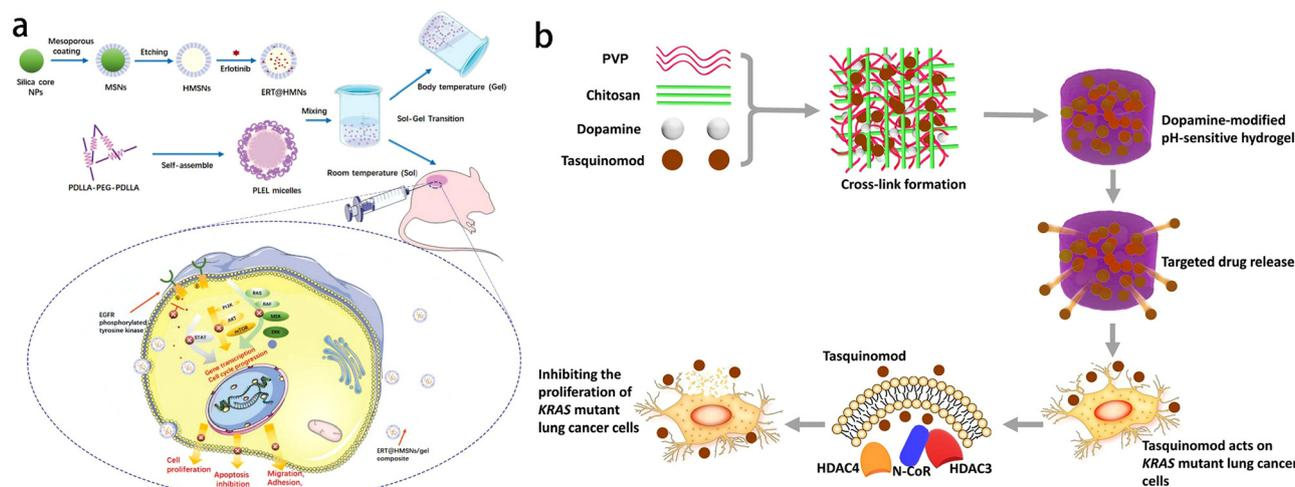 a
Mesoporous
coating
Etching
Erlotinib
Silica core
NPs
MSNs
HMSNs
ERT@HMNs
Body temperature (Gel)
Mixing
Sol-Gel Transition
Self-assemble
Room temperature (Sol)
PDLLA-PEG-PDLLA
PLEL micelles
EGFR
phosphorylated
tyrosine kinase
RAS
RAF
MEK
ERK
PI3K
AKT
mTOR
STAT
Gene transcription
Cell cycle progression
ERT@HMSNs/gel
composite
Cell
proliferation
Apoptosis
inhibition
Migration,
Adhesion,
b
PVP
Chitosan
Dopamine
Tasquinomod
Cross-link formation
Dopamine-modified
pH-sensitive hydrogel
Targeted drug release
Tasquinomod acts on
KRAS mutant lung cancer
cells
Tasquinomod
HDAC4
N-CoR
HDAC3
Inhibiting the
proliferation of
KRAS mutant
lung cancer cells